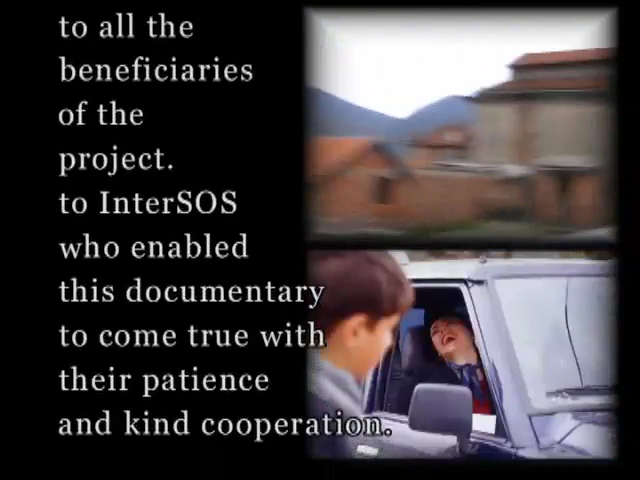 to all the
beneficiaries
of the
project.
to InterSOS
who enabled
this documentary
to come true with
their patience
and kind cooperation.